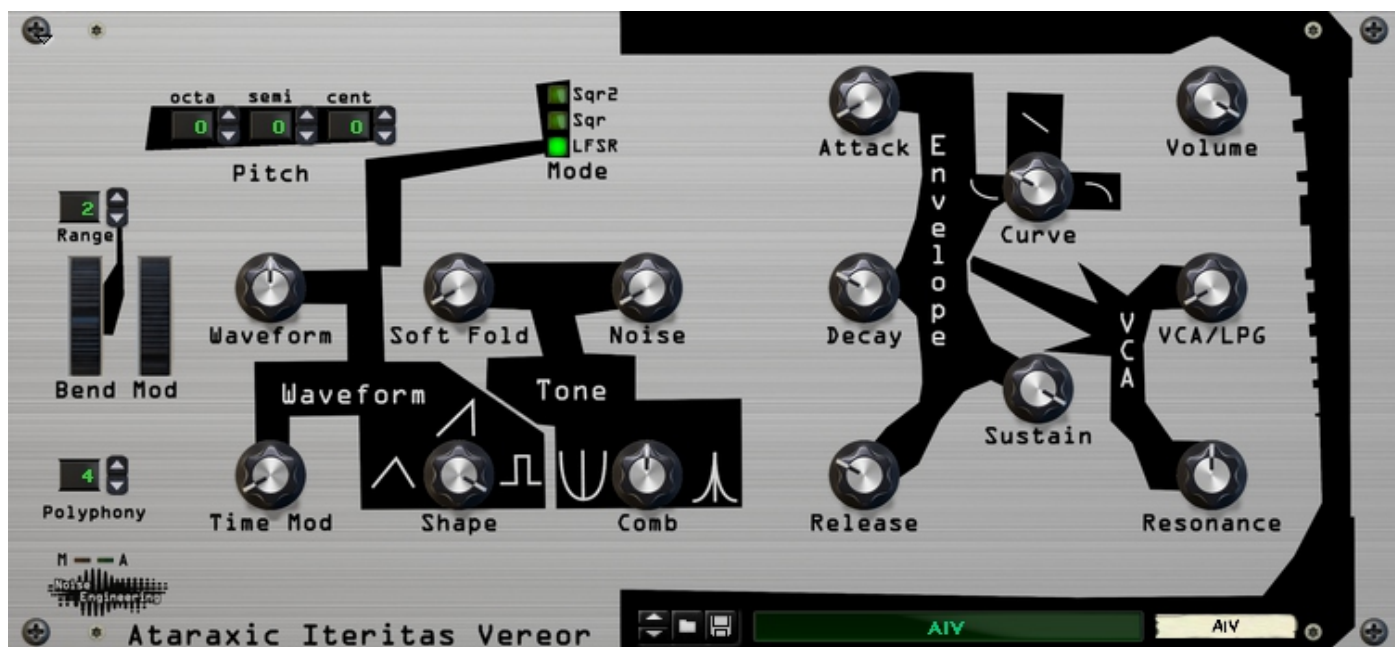 octa semi cent
0 0 0
Pitch
Sqr2
Sqr
LFSR
Mode
2
Range
Bend Mod
4
Polyphony
M A
Noise
Engineering
Waveform
Soft Fold
Noise
Waveform
Tone
Time Mod
Shape
Comb
Attack
Envelope
Curve
Volume
Decay
VCA/LPG
VCA
Sustain
Release
Resonance
Ataraxic Iteritas Vereor
AIV
AIV